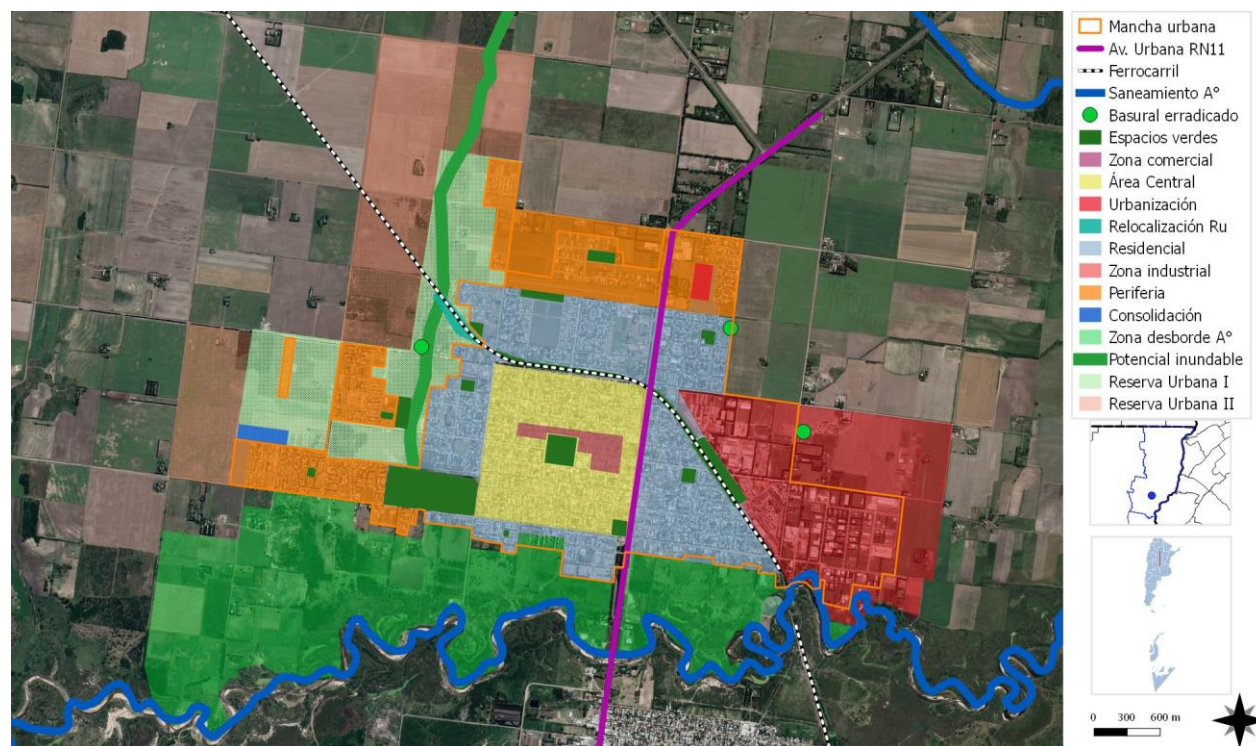 Mancha urbana
Av. Urbana RN11
Ferrocarril
Saneamiento A°
Basural erradicado
Espacios verdes
Zona comercial
Área Central
Urbanización
Relocalización Ru
Residencial
Zona industrial
Periferia
Consolidación
Zona desborde A°
Potencial inundable
Reserva Urbana I
Reserva Urbana II
0 300 600 m